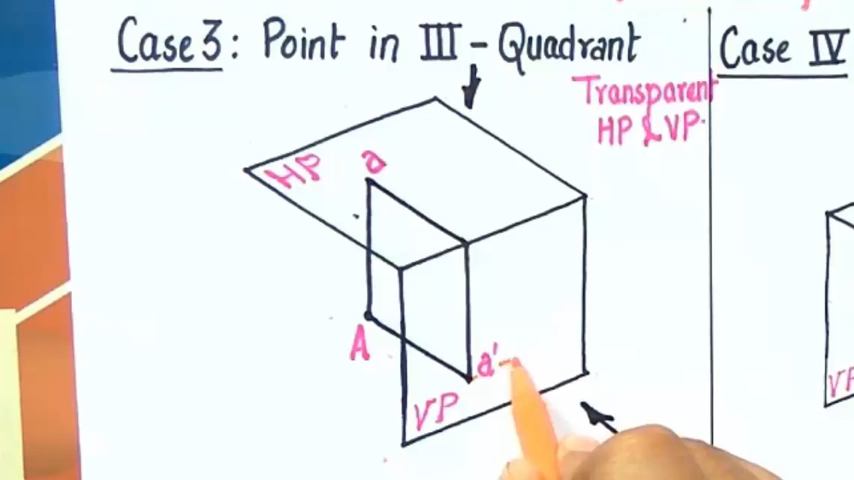 Case 3: Point in III - Quadrant
Transparent
HP & VP.
HP
a
A
a' -
VP
Case IV
VP